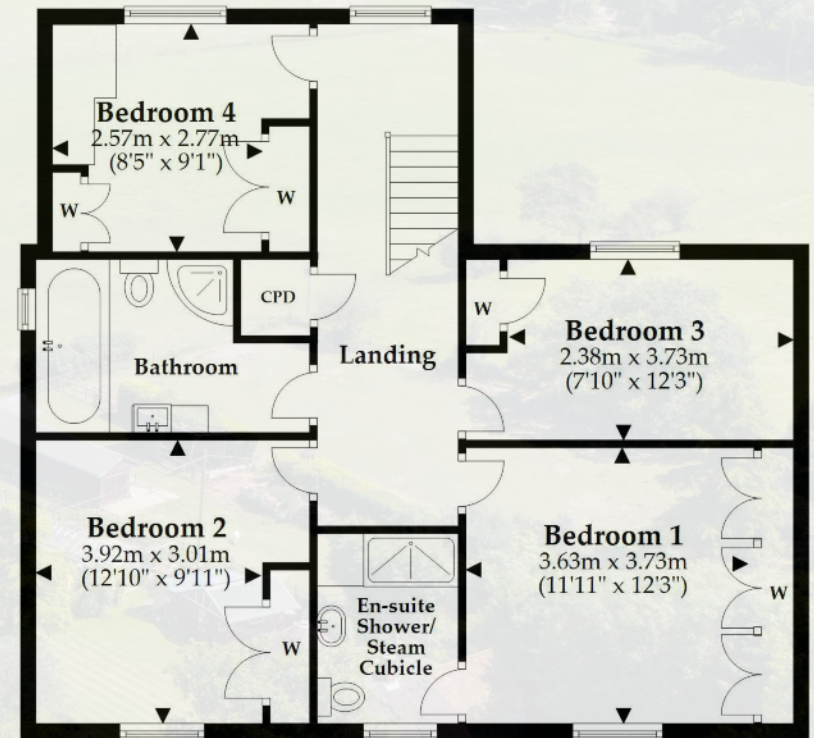 Bedroom 4
2.57m x 2.77m
(8'5" x 9'1")
W
W
CPD
Bathroom
Landing
W
Bedroom 3
2.38m x 3.73m
(7'10" x 12'3")
Bedroom 2
3.92m x 3.01m
(12'10" x 9'11")
W
En-suite
Shower/
Steam
Cubicle
Bedroom 1
3.63m x 3.73m
(11'11" x 12'3")
W